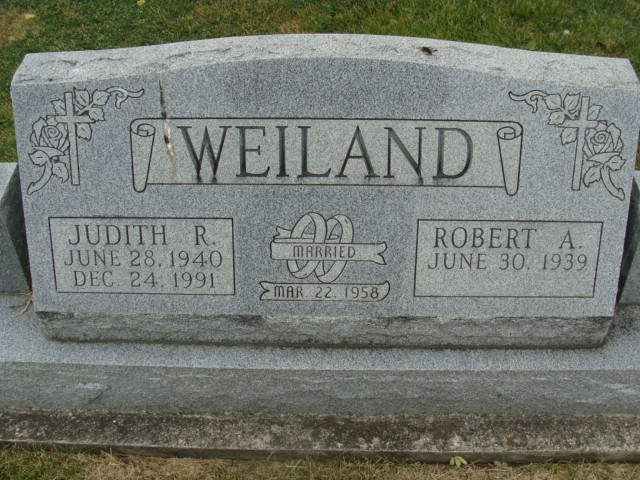 WEILAND
JUDITH R.
JUNE 28, 1940
DEC. 24, 1991
MARRIED
MAR. 22, 1958
ROBERT A.
JUNE 30, 1939